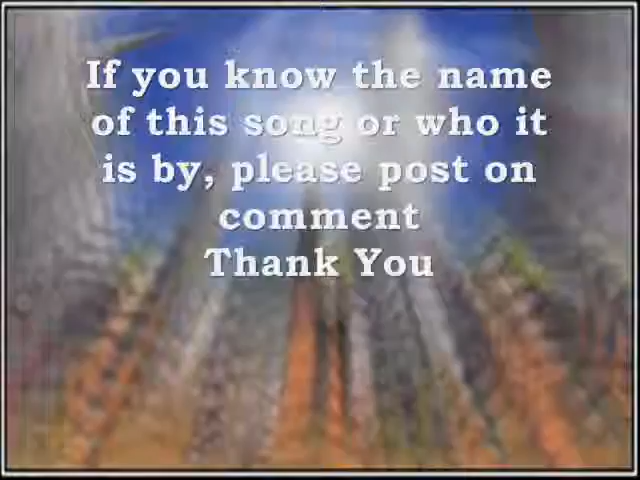 If you know the name
of this song or who it
is by, please post on
comment
Thank You